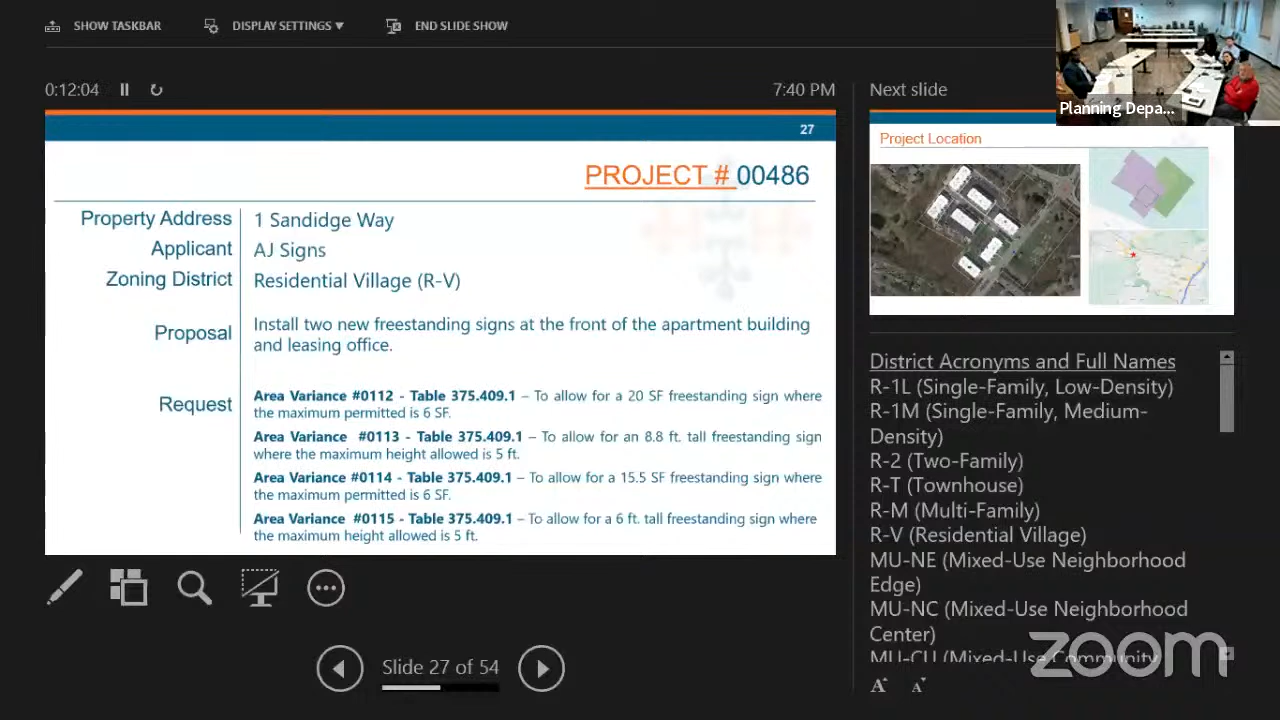 SHOW TASKBAR
DISPLAY SETTINGS ▼
END SLIDE SHOW
0:12:04
7:40 PM
27
PROJECT # 00486
Property Address 1 Sandidge Way
Applicant AJ Signs
Zoning District Residential Village (R-V)
Proposal Install two new freestanding signs at the front of the apartment building
and leasing office.
Request Area Variance #0112 - Table 375.409.1 – To allow for a 20 SF freestanding sign where
the maximum permitted is 6 SF.
Area Variance #0113 - Table 375.409.1 – To allow for an 8.8 ft. tall freestanding sign
where the maximum height allowed is 5 ft.
Area Variance #0114 - Table 375.409.1 – To allow for a 15.5 SF freestanding sign where
the maximum permitted is 6 SF.
Area Variance #0115 - Table 375.409.1 – To allow for a 6 ft. tall freestanding sign where
the maximum height allowed is 5 ft.
Slide 27 of 54
Next slide
Planning Depa...
Project Location
District Acronyms and Full Names
R-1L (Single-Family, Low-Density)
R-1M (Single-Family, Medium-
Density)
R-2 (Two-Family)
R-T (Townhouse)
R-M (Multi-Family)
R-V (Residential Village)
MU-NE (Mixed-Use Neighborhood
Edge)
MU-NC (Mixed-Use Neighborhood
Center)
MU-CU (Mixed-Use Community
zoom
A A